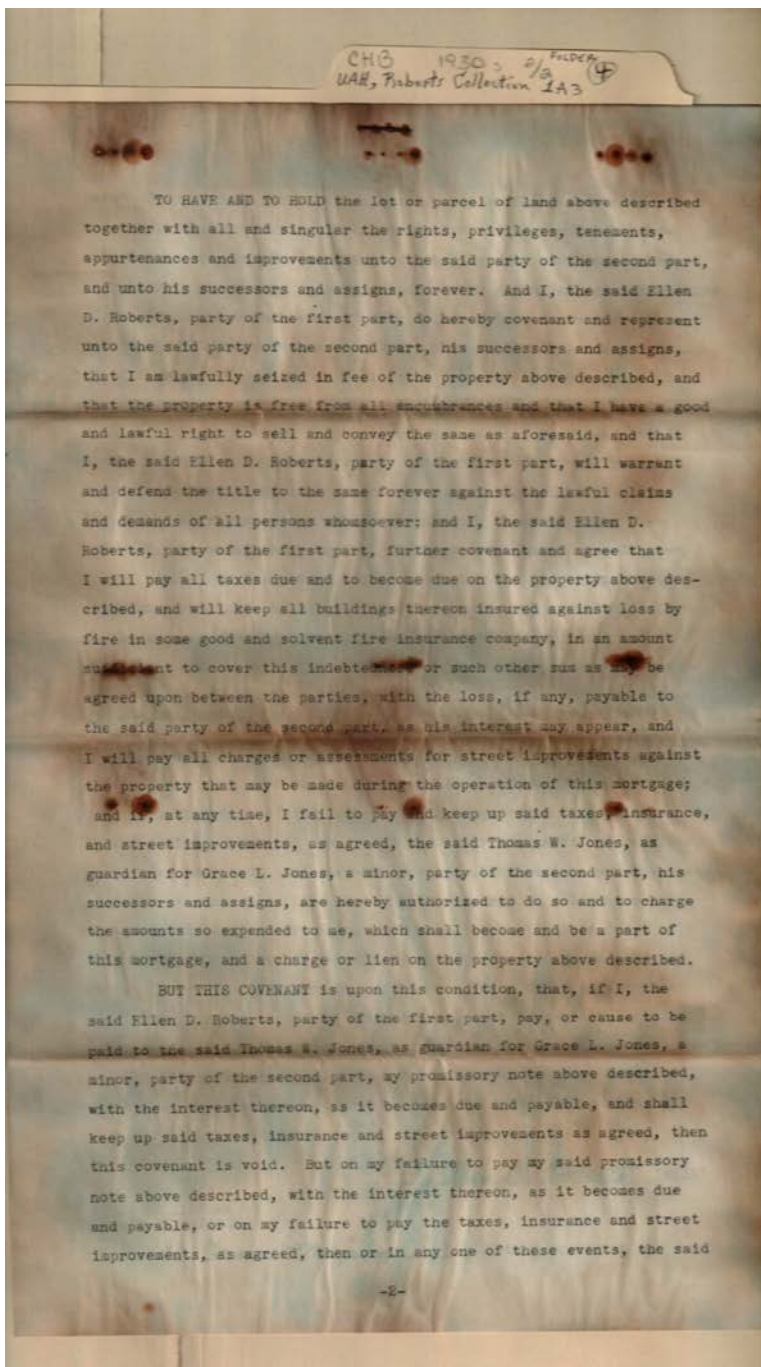 CHB 1930s 2/2 FOLDER 4
UAH, Roberts Collection 1A3
TO HAVE AND TO HOLD the lot or parcel of land above described
together with all and singular the rights, privileges, tenements,
appurtenances and improvements unto the said party of the second part,
and unto his successors and assigns, forever. And I, the said Ellen
D. Roberts, party of the first part, do hereby covenant and represent
unto the said party of the second part, his successors and assigns,
that I am lawfully seized in fee of the property above described, and
that the property is free from all encumbrances and that I have a good
and lawful right to sell and convey the same as aforesaid, and that
I, the said Ellen D. Roberts, party of the first part, will warrant
and defend the title to the same forever against the lawful claims
and demands of all persons whomsoever: and I, the said Ellen D.
Roberts, party of the first part, further covenant and agree that
I will pay all taxes due and to become due on the property above des-
cribed, and will keep all buildings thereon insured against loss by
fire in some good and solvent fire insurance company, in an amount
sufficient to cover this indebtedness or such other sum as may be
agreed upon between the parties, with the loss, if any, payable to
the said party of the second part, as his interest may appear, and
I will pay all charges or assessments for street improvements against
the property that may be made during the operation of this mortgage;
and if, at any time, I fail to pay and keep up said taxes, insurance,
and street improvements, as agreed, the said Thomas W. Jones, as
guardian for Grace L. Jones, a minor, party of the second part, his
successors and assigns, are hereby authorized to do so and to charge
the amounts so expended to me, which shall become and be a part of
this mortgage, and a charge or lien on the property above described.
BUT THIS COVENANT is upon this condition, that, if I, the
said Ellen D. Roberts, party of the first part, pay, or cause to be
paid to the said Thomas W. Jones, as guardian for Grace L. Jones, a
minor, party of the second part, my promissory note above described,
with the interest thereon, as it becomes due and payable, and shall
keep up said taxes, insurance and street improvements as agreed, then
this covenant is void. But on my failure to pay my said promissory
note above described, with the interest thereon, as it becomes due
and payable, or on my failure to pay the taxes, insurance and street
improvements, as agreed, then or in any one of these events, the said
-2-